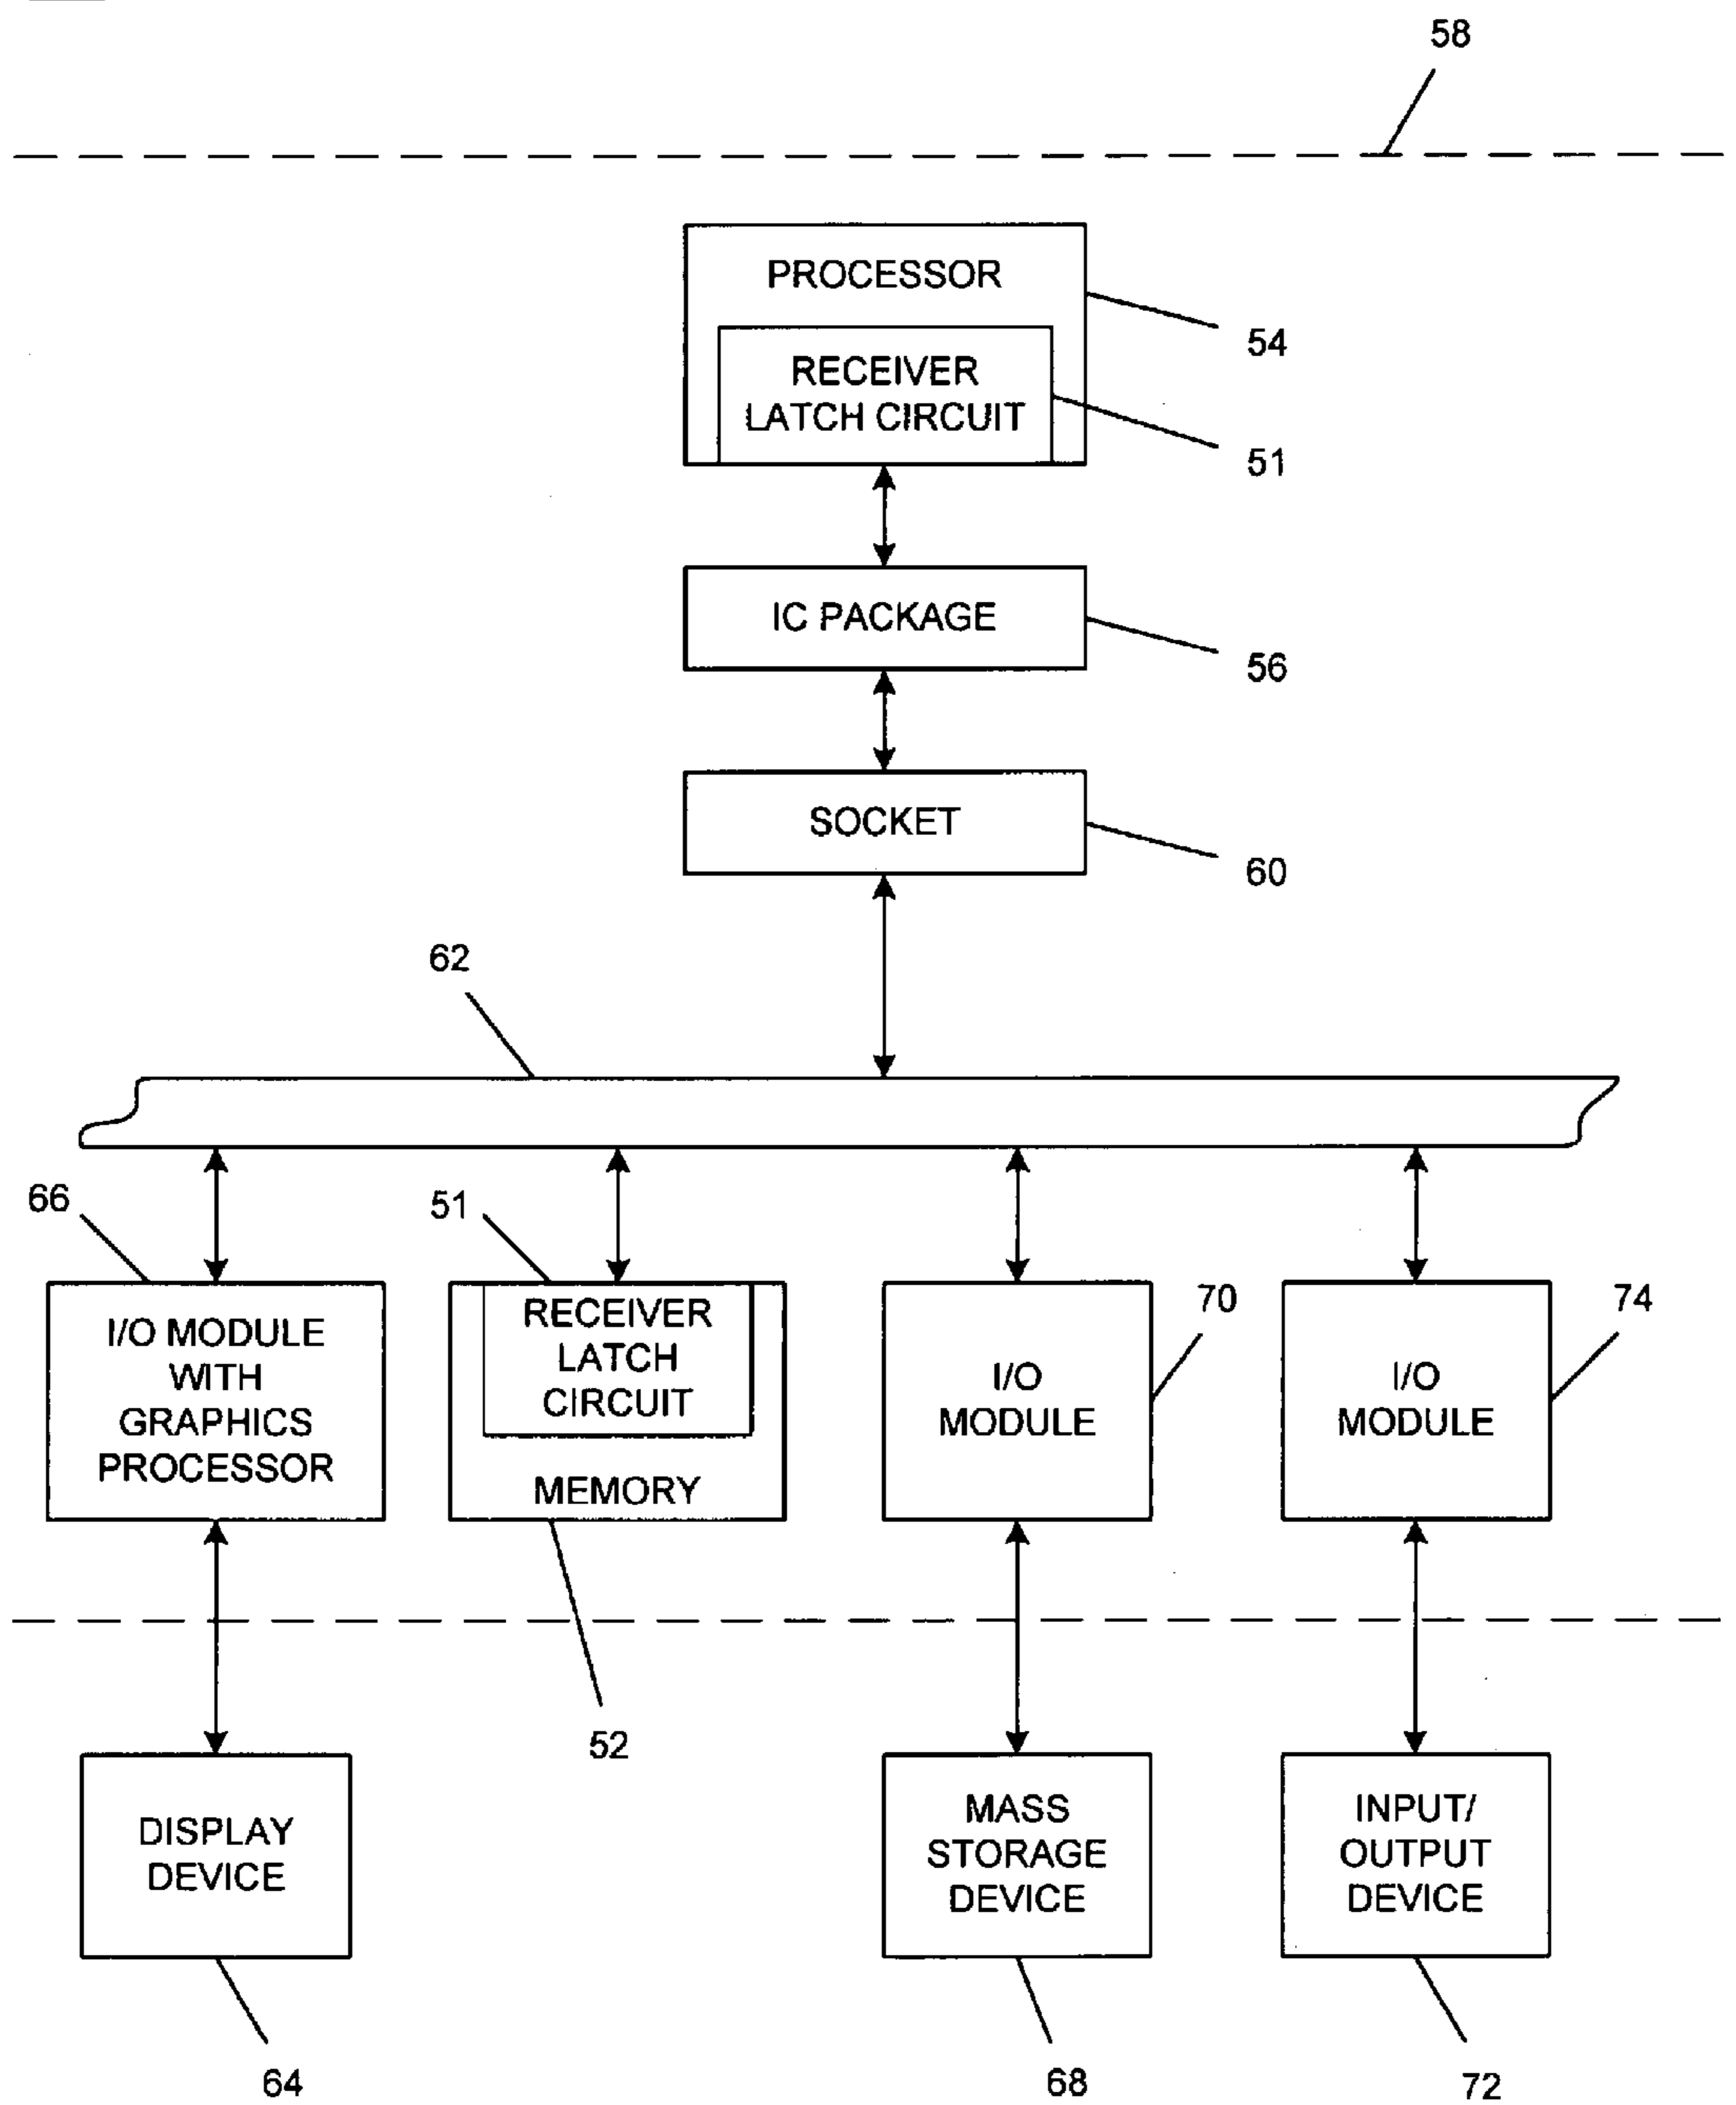 58
PROCESSOR
54
RECEIVER
LATCH CIRCUIT
51
IC PACKAGE
56
SOCKET
60
62
66
51
70
74
I/O MODULE
WITH
GRAPHICS
PROCESSOR
RECEIVER
LATCH
CIRCUIT
MEMORY
I/O
MODULE
I/O
MODULE
52
DISPLAY
DEVICE
MASS
STORAGE
DEVICE
INPUT/
OUTPUT
DEVICE
64
68
72